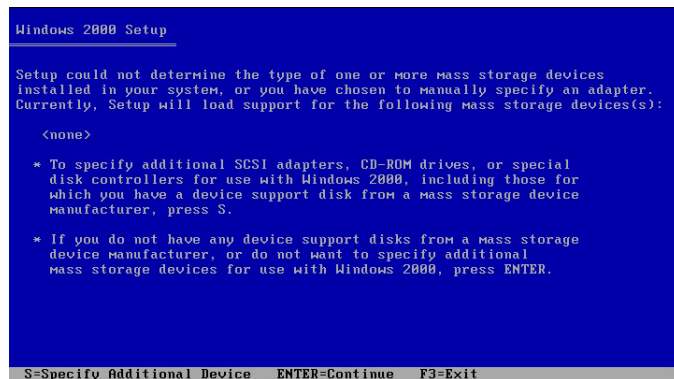 Windows 2000 Setup
Setup could not determine the type of one or more mass storage devices
installed in your system, or you have chosen to manually specify an adapter.
Currently, Setup will load support for the following mass storage devices(s):
<none>
* To specify additional SCSI adapters, CD-ROM drives, or special
disk controllers for use with Windows 2000, including those for
which you have a device support disk from a mass storage device
manufacturer, press S.
* If you do not have any device support disks from a mass storage
device manufacturer, or do not want to specify additional
mass storage devices for use with Windows 2000, press ENTER.
S=Specify Additional Device ENTER=Continue F3=Exit